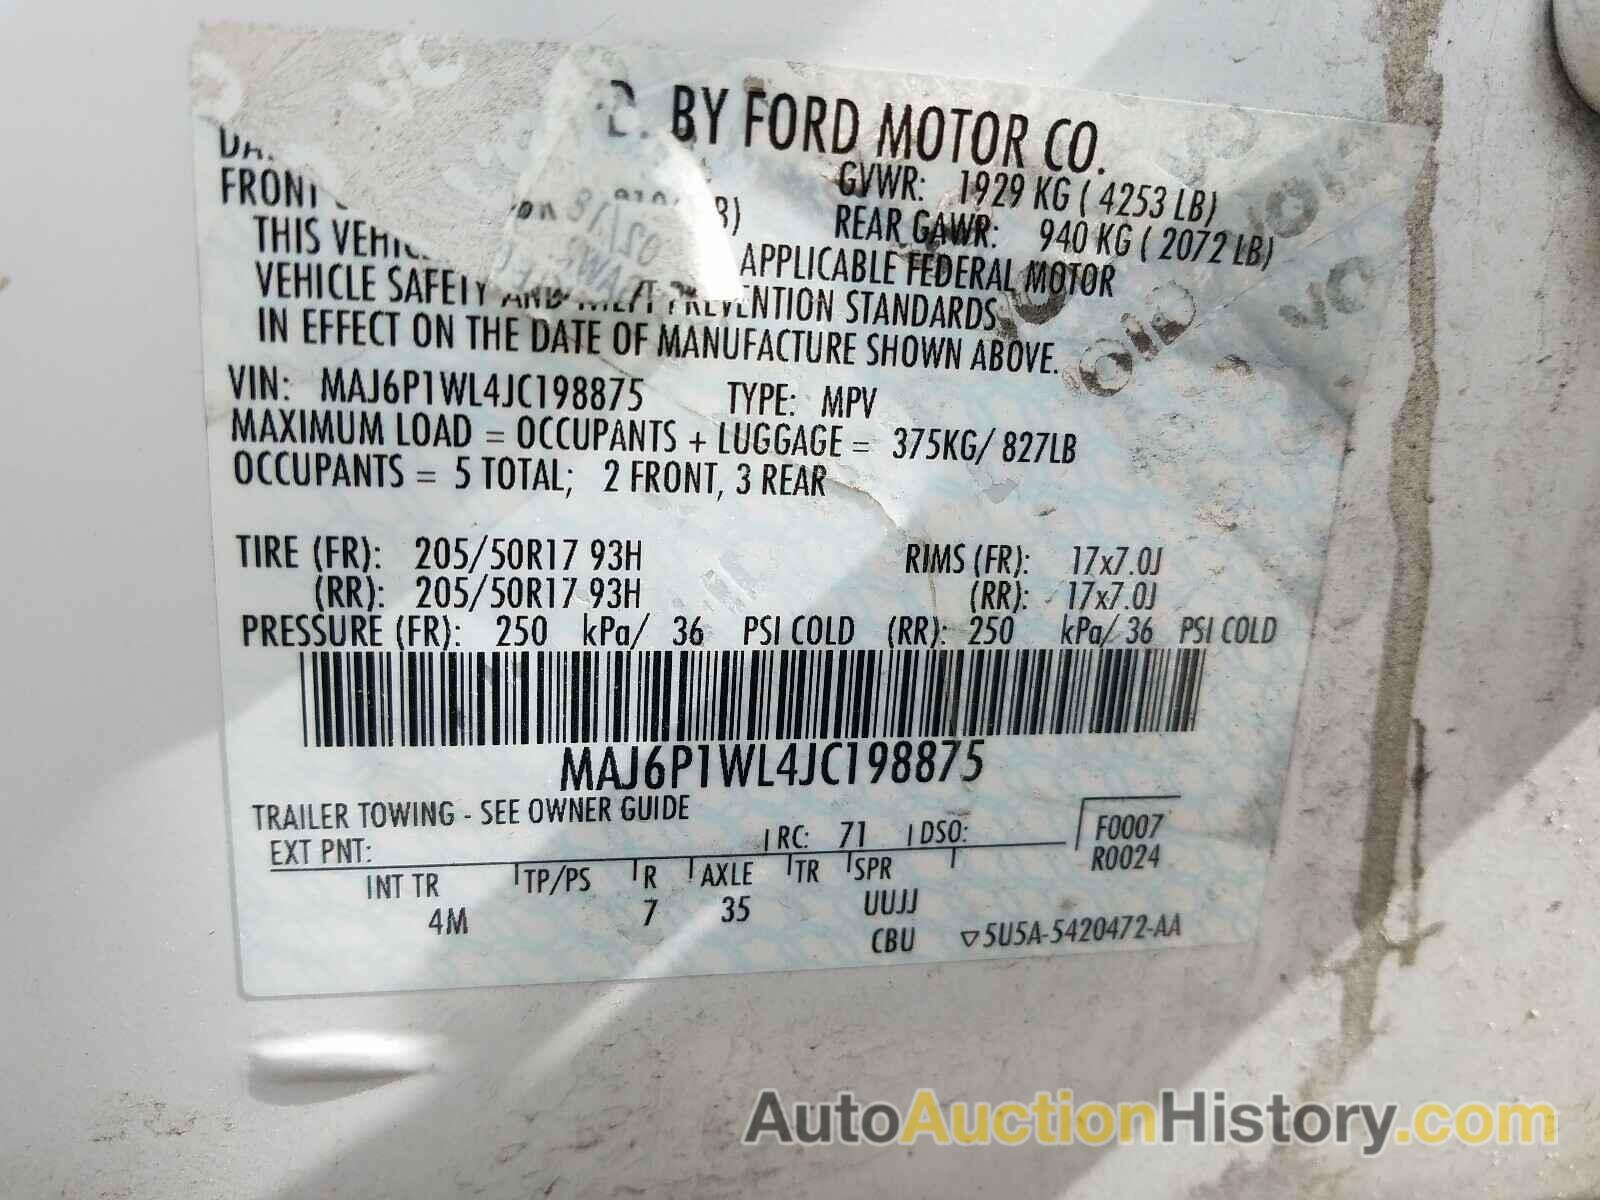 D. BY FORD MOTOR CO.
GVWR: 1929 KG ( 4253 LB)
FRONT
REAR GAWR: 940 KG ( 2072 LB)
THIS VEHIC
APPLICABLE FEDERAL MOTOR
VEHICLE SAFETY AND THEFT PREVENTION STANDARDS
IN EFFECT ON THE DATE OF MANUFACTURE SHOWN ABOVE.
VIN: MAJ6P1WL4JC198875 TYPE: MPV
MAXIMUM LOAD = OCCUPANTS + LUGGAGE = 375KG/ 827LB
OCCUPANTS = 5 TOTAL; 2 FRONT, 3 REAR
TIRE (FR): 205/50R17 93H RIMS (FR): 17x7.0J
(RR): 205/50R17 93H (RR): 17x7.0J
PRESSURE (FR): 250 kPa/ 36 PSI COLD (RR): 250 kPa/ 36 PSI COLD
MAJ6P1WL4JC198875
TRAILER TOWING - SEE OWNER GUIDE
EXT PNT: RC: 71 DSO: F0007
R0024
INT TR TP/PS R AXLE TR SPR
4M 7 35 UUJJ
CBU 5U5A-5420472-AA
VOID
AutoAuctionHistory.com